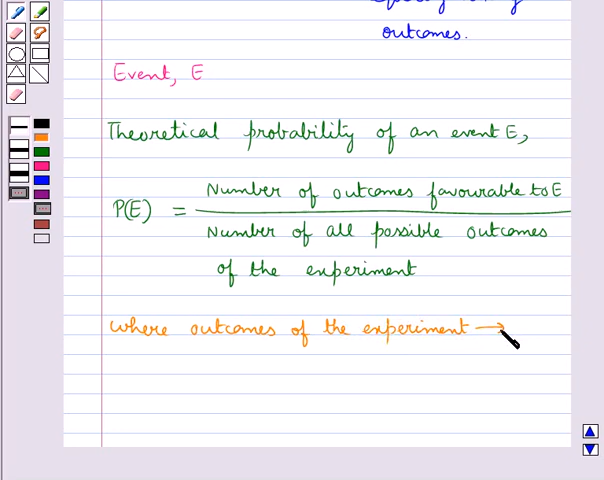 outcomes.
Event, E
Theoretical probability of an event E,
P(E) = Number of outcomes favourable to E
Number of all possible outcomes
of the experiment
where outcomes of the experiment →